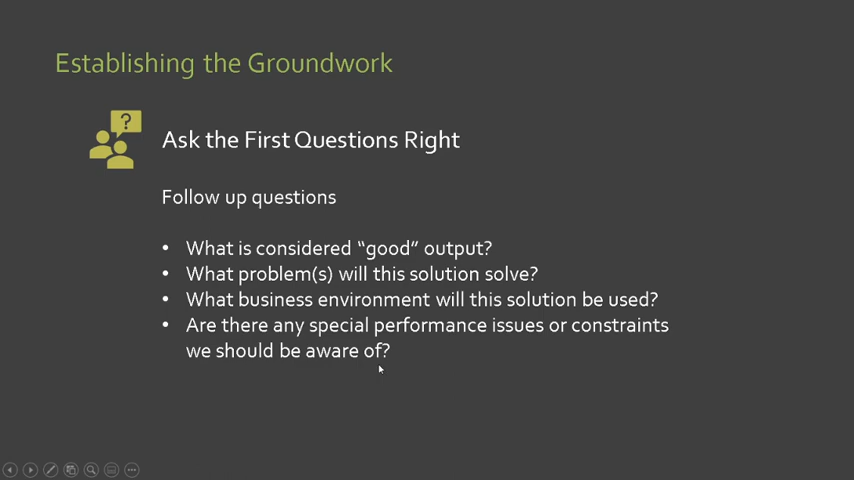 Establishing the Groundwork
?
Ask the First Questions Right
Follow up questions
• What is considered “good” output?
• What problem(s) will this solution solve?
• What business environment will this solution be used?
• Are there any special performance issues or constraints
we should be aware of?